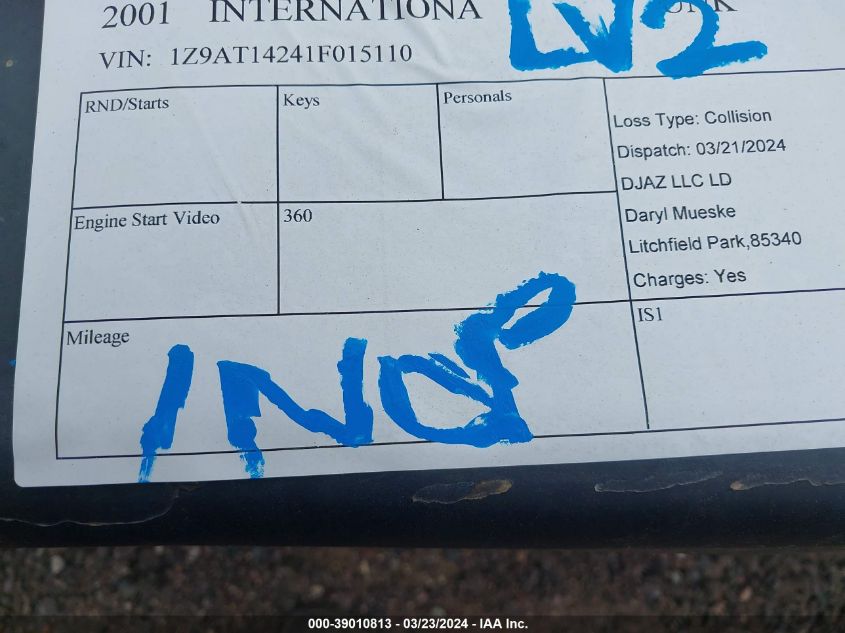 2001 INTERNATIONA
LV2
VIN: 1Z9AT14241F015110
RND/Starts
Keys
Personals
Loss Type: Collision
Dispatch: 03/21/2024
DJAZ LLC LD
Daryl Mueske
Litchfield Park,85340
Charges: Yes
Engine Start Video
360
Mileage
INOP
IS1
000-39010813 - 03/23/2024 - IAA Inc.